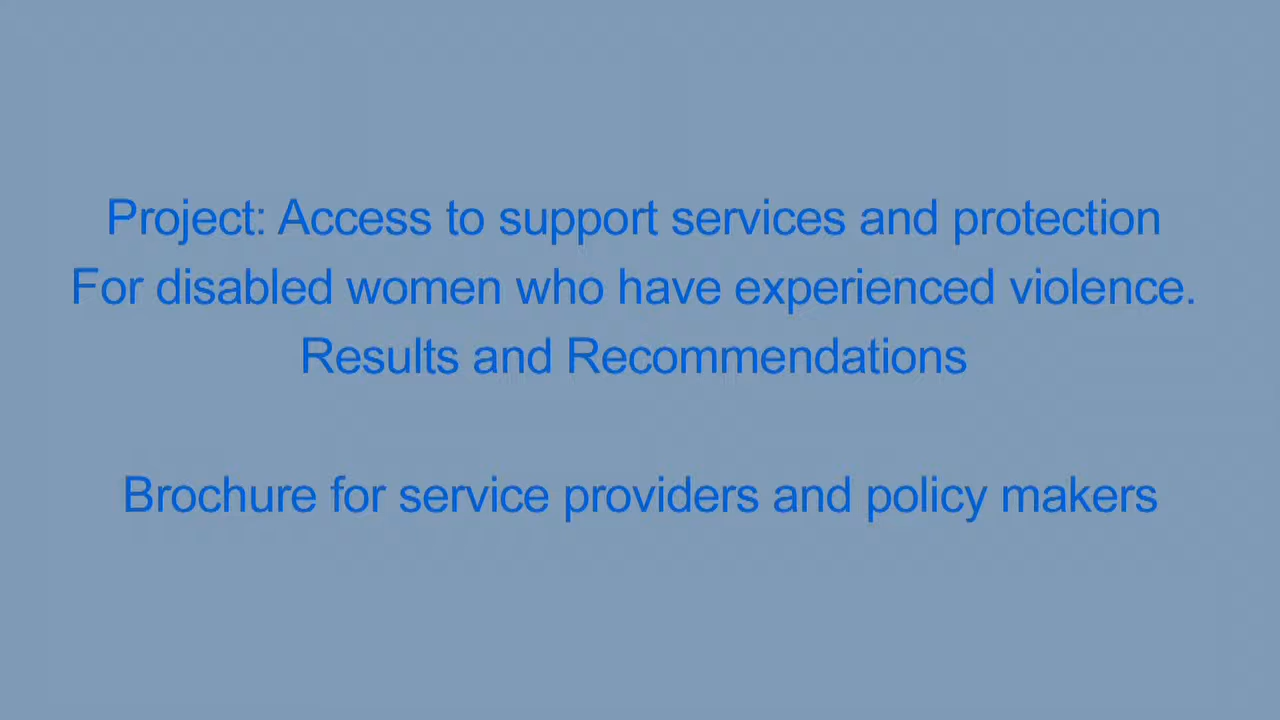 Project: Access to support services and protection
For disabled women who have experienced violence.
Results and Recommendations
Brochure for service providers and policy makers